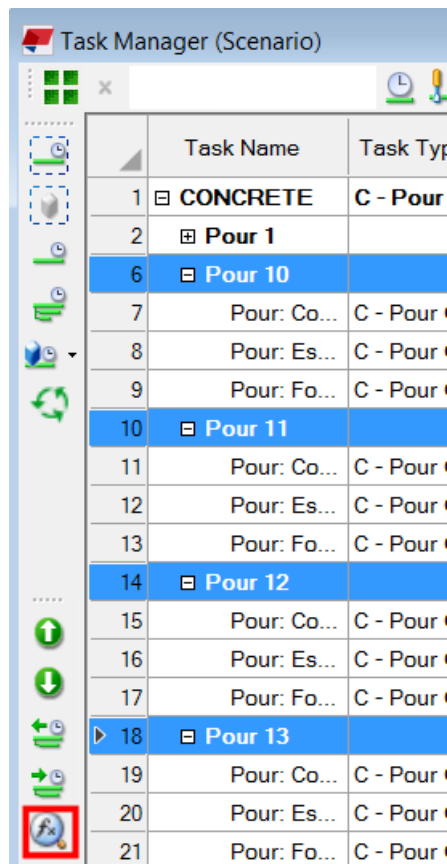 Task Manager (Scenario)
Task Name Task Typ
1 CONCRETE C - Pour
2 Pour 1
6 Pour 10
7 Pour: Co... C - Pour
8 Pour: Es... C - Pour
9 Pour: Fo... C - Pour
10 Pour 11
11 Pour: Co... C - Pour
12 Pour: Es... C - Pour
13 Pour: Fo... C - Pour
14 Pour 12
15 Pour: Co... C - Pour
16 Pour: Es... C - Pour
17 Pour: Fo... C - Pour
18 Pour 13
19 Pour: Co... C - Pour
20 Pour: Es... C - Pour
21 Pour: Fo... C - Pour
fx